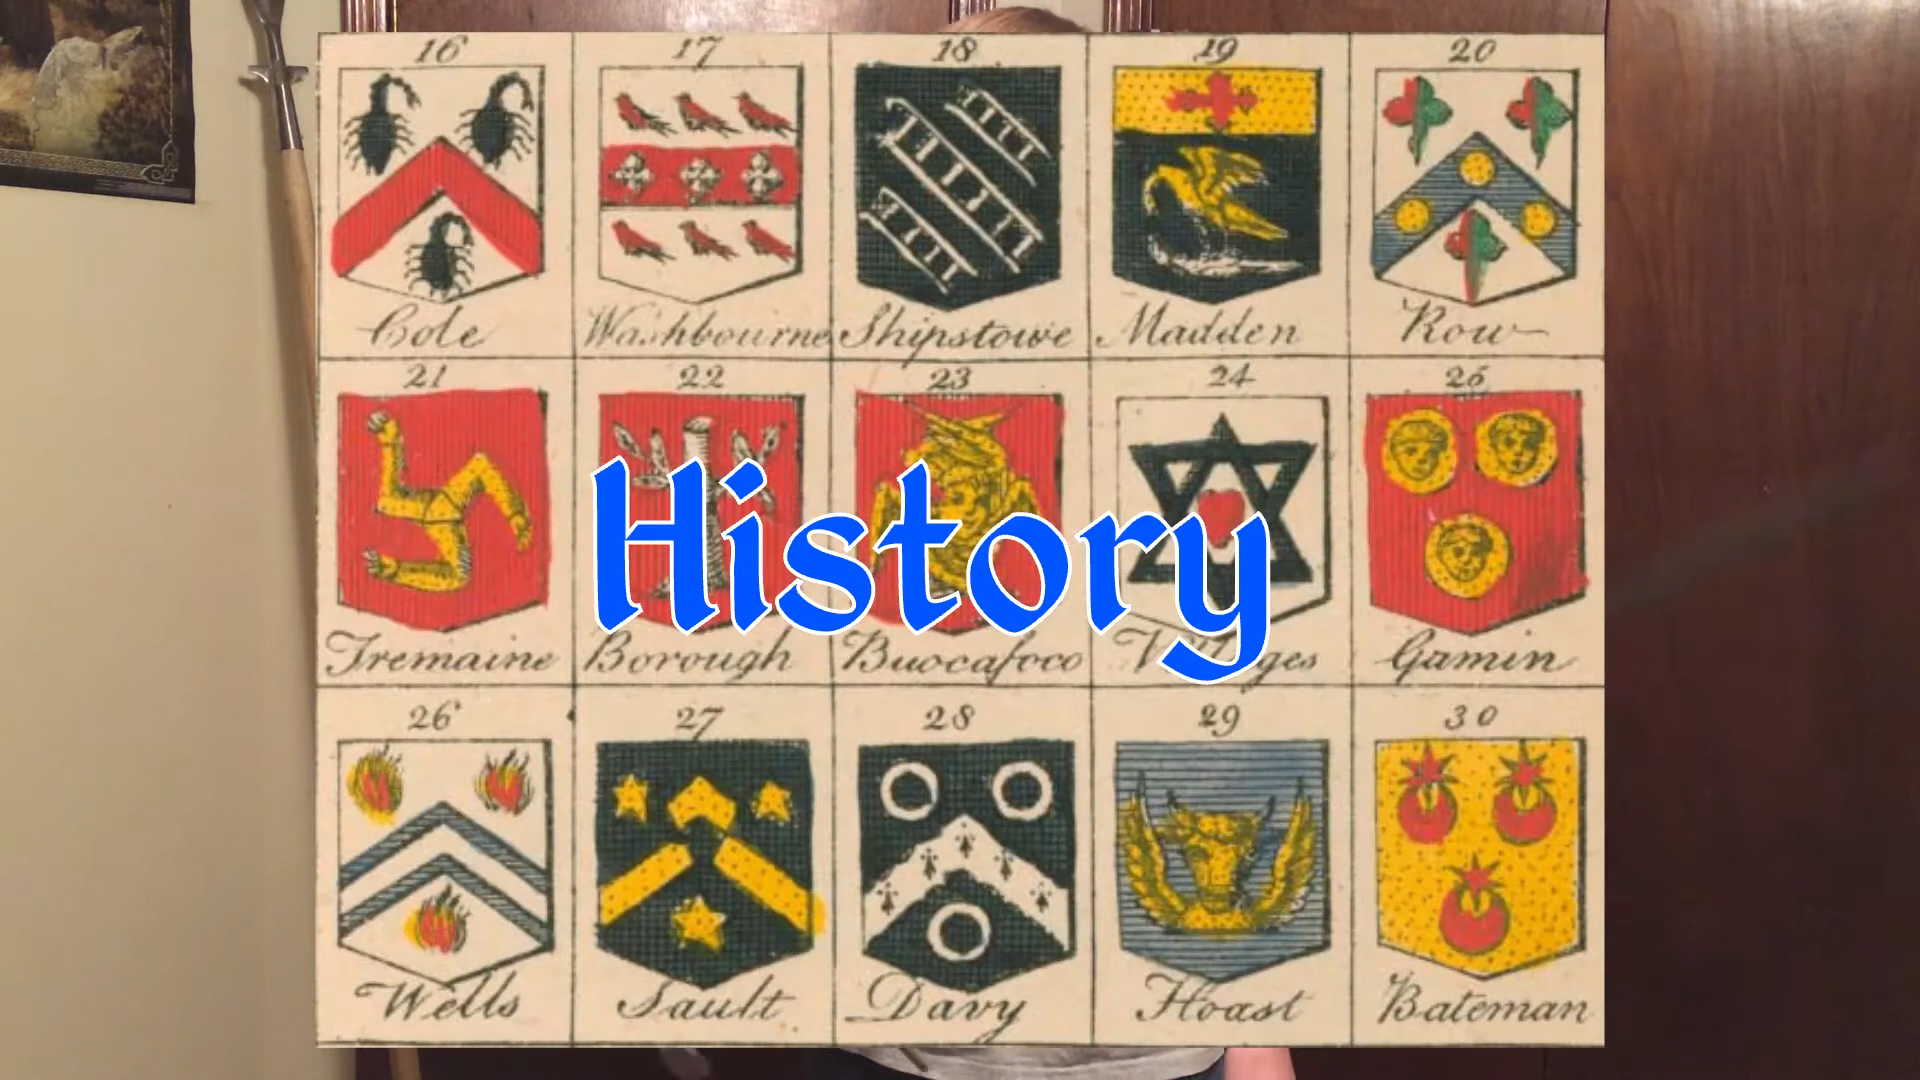 16 17 18 19 20
Cole Washbourne Shipstowe Madden Row
21 22 23 24 25
History
Tremaine Borough Buocafoco Gamin
26 27 28 29 30
Wells Sault Davy Hoast Bateman